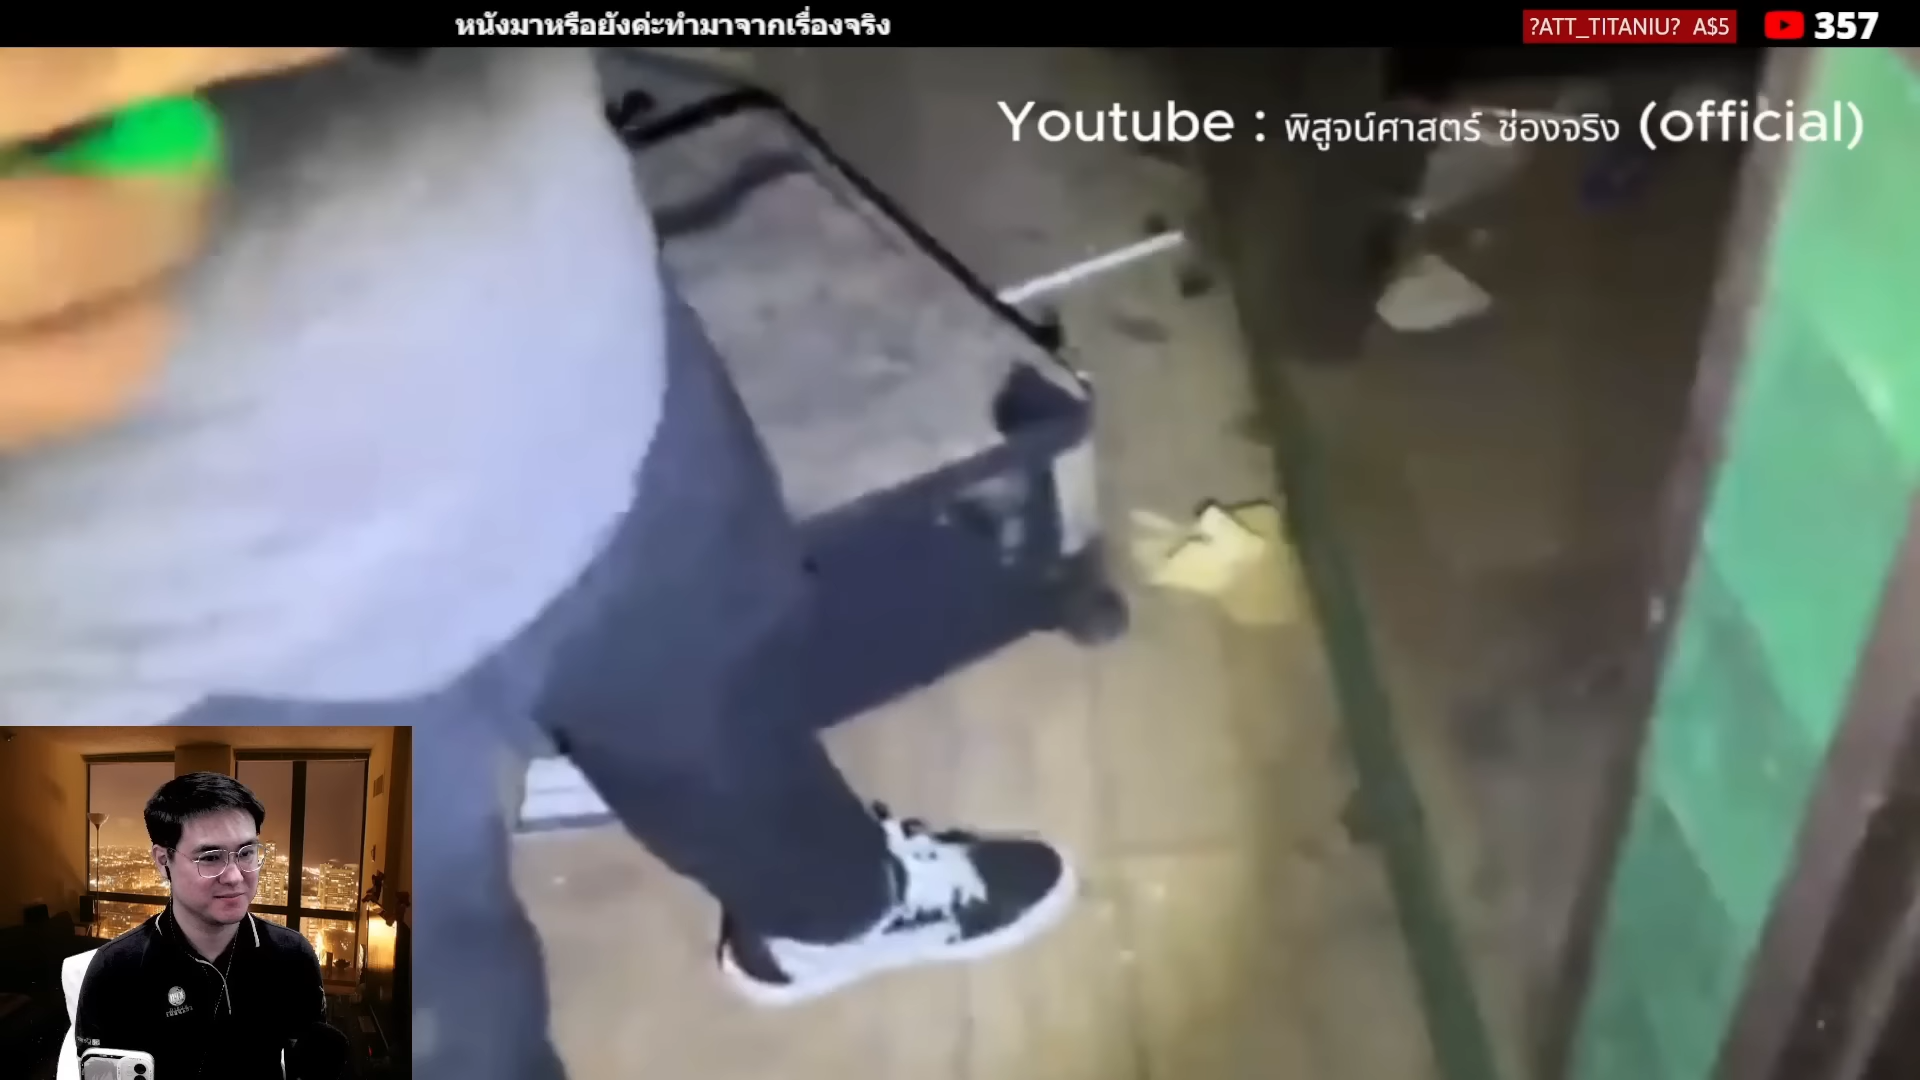 หนังมาหรือยังค่ะทำมาจากเรื่องจริง
?ATT_TITANIU? A$5
357
Youtube : พิสูจน์ศาสตร์ ช่องจริง (official)